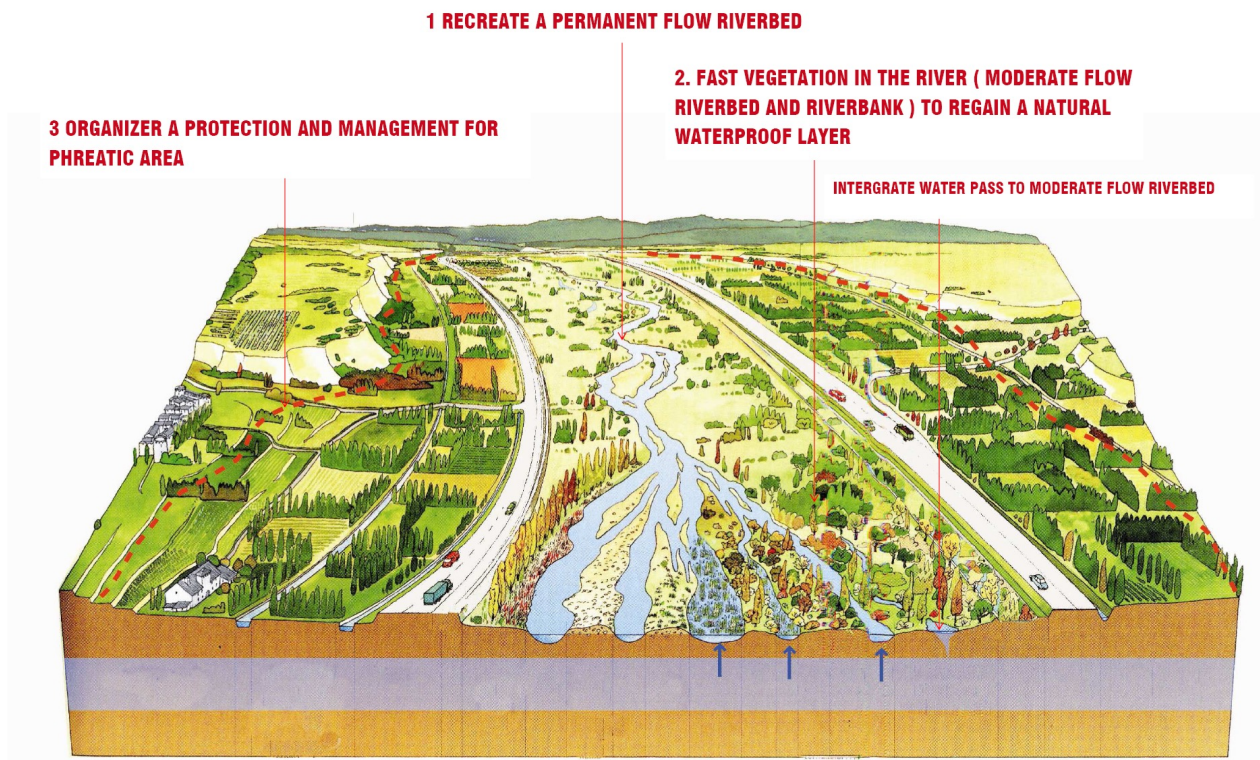 1 RECREATE A PERMANENT FLOW RIVERBED
2. FAST VEGETATION IN THE RIVER ( MODERATE FLOW
RIVERBED AND RIVERBANK ) TO REGAIN A NATURAL
WATERPROOF LAYER
3 ORGANIZER A PROTECTION AND MANAGEMENT FOR
PHREATIC AREA
INTERGRATE WATER PASS TO MODERATE FLOW RIVERBED